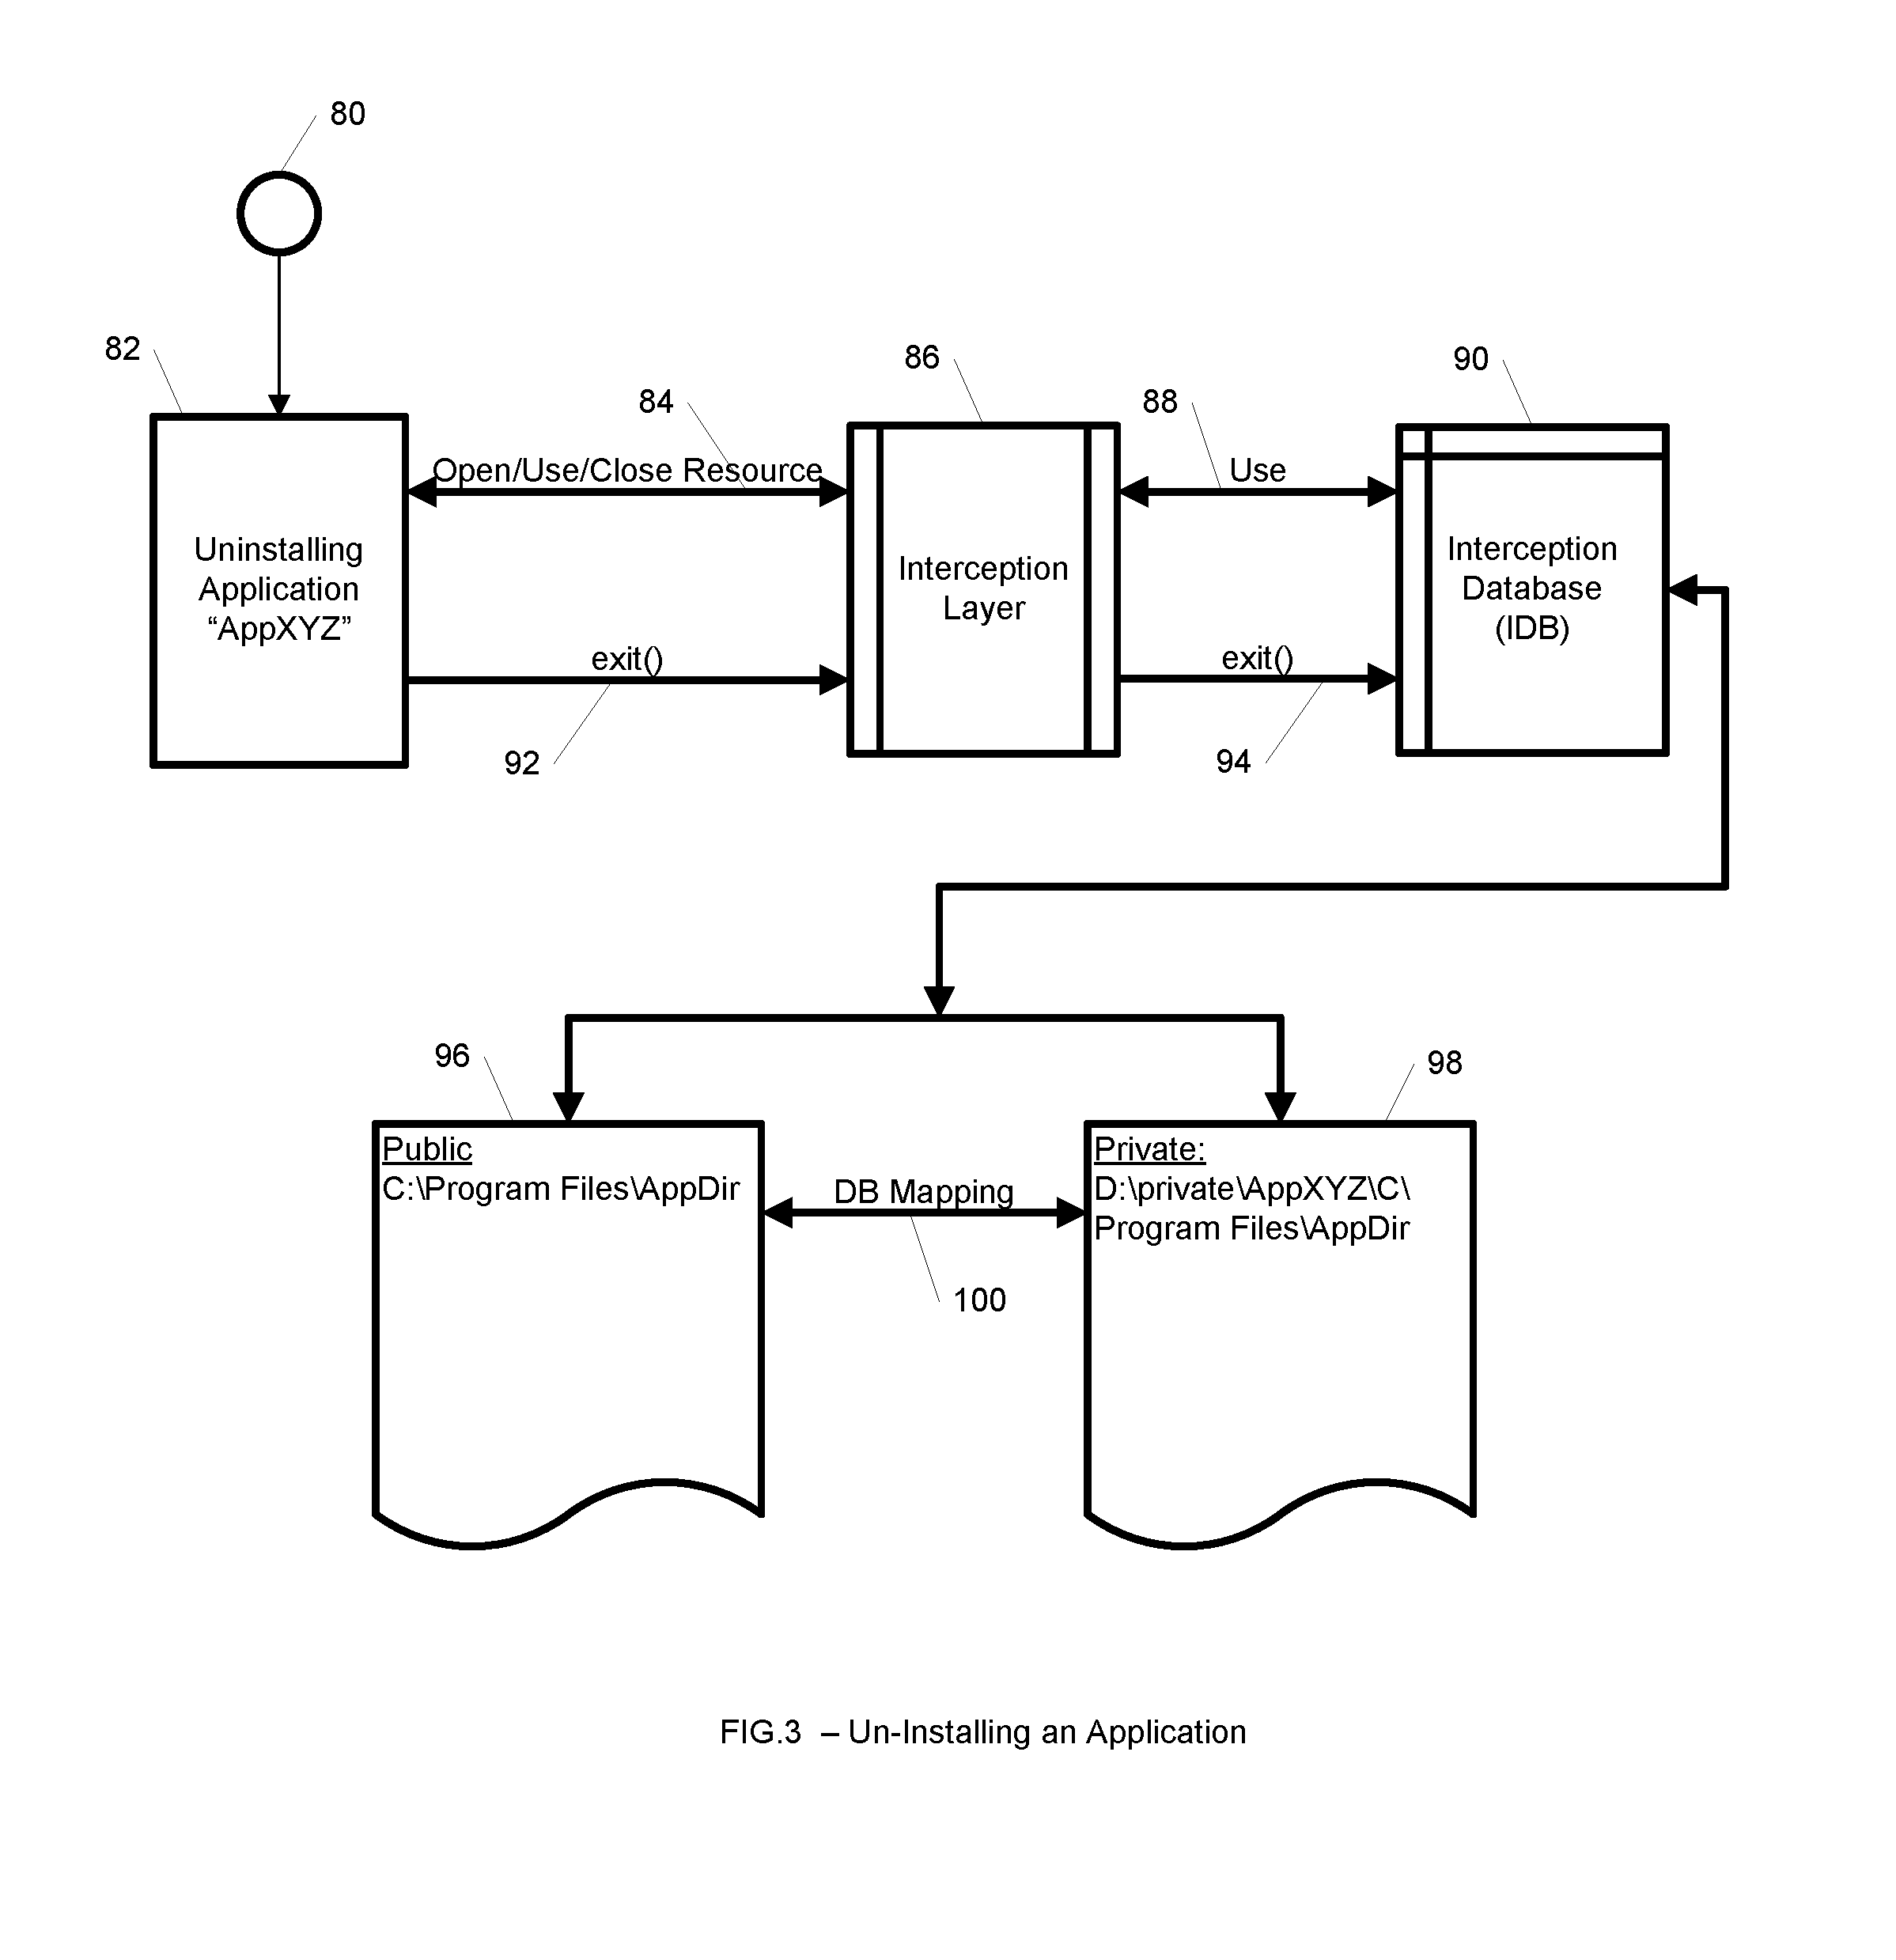 80
82
86
90
84
88
Open/Use/Close Resource
Use
Uninstalling
Application
“AppXYZ”
Interception
Layer
Interception
Database
(IDB)
exit()
exit()
92
94
96
98
Public
C:\Program Files\AppDir
DB Mapping
Private:
D:\private\AppXYZ\C\
Program Files\AppDir
100
FIG.3 – Un-Installing an Application